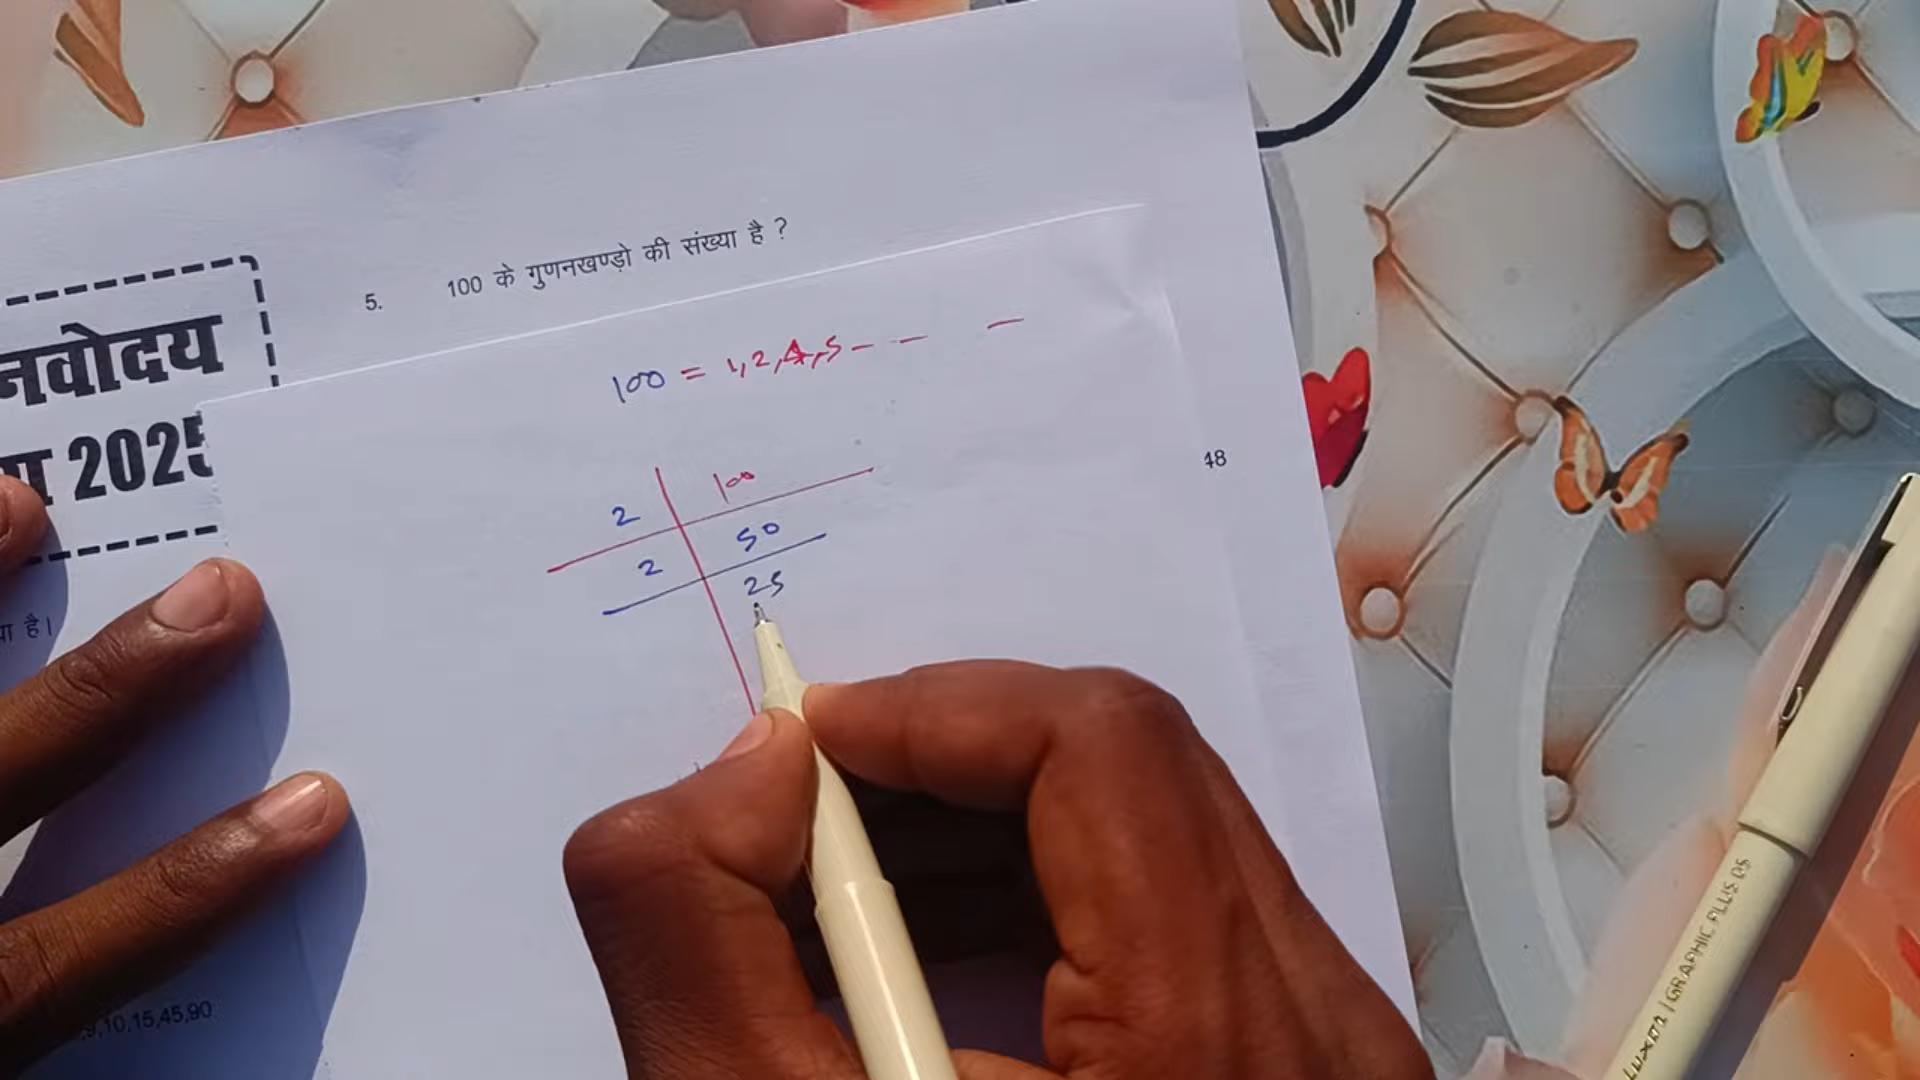 5. 100 के गुणनखण्ड़ो की संख्या है ?
नवोदय
2025
100 = 1,2,4,5 - - -
2 100
2 50
25
48
है।
9,10,15,45,90
LUXOR | GRAPHIC PLUS 05